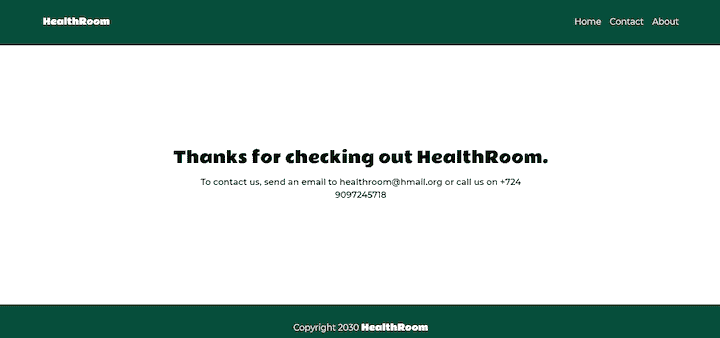 HealthRoom
Home Contact About
Thanks for checking out HealthRoom.
To contact us, send an email to healthroom@hmail.org or call us on +724
9097245718
Copyright 2030 HealthRoom